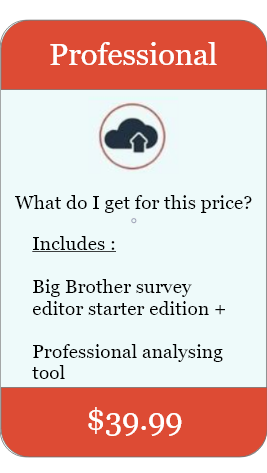 Professional
What do I get for this price?
Includes :
Big Brother survey
editor starter edition +
Professional analysing
tool
$39.99